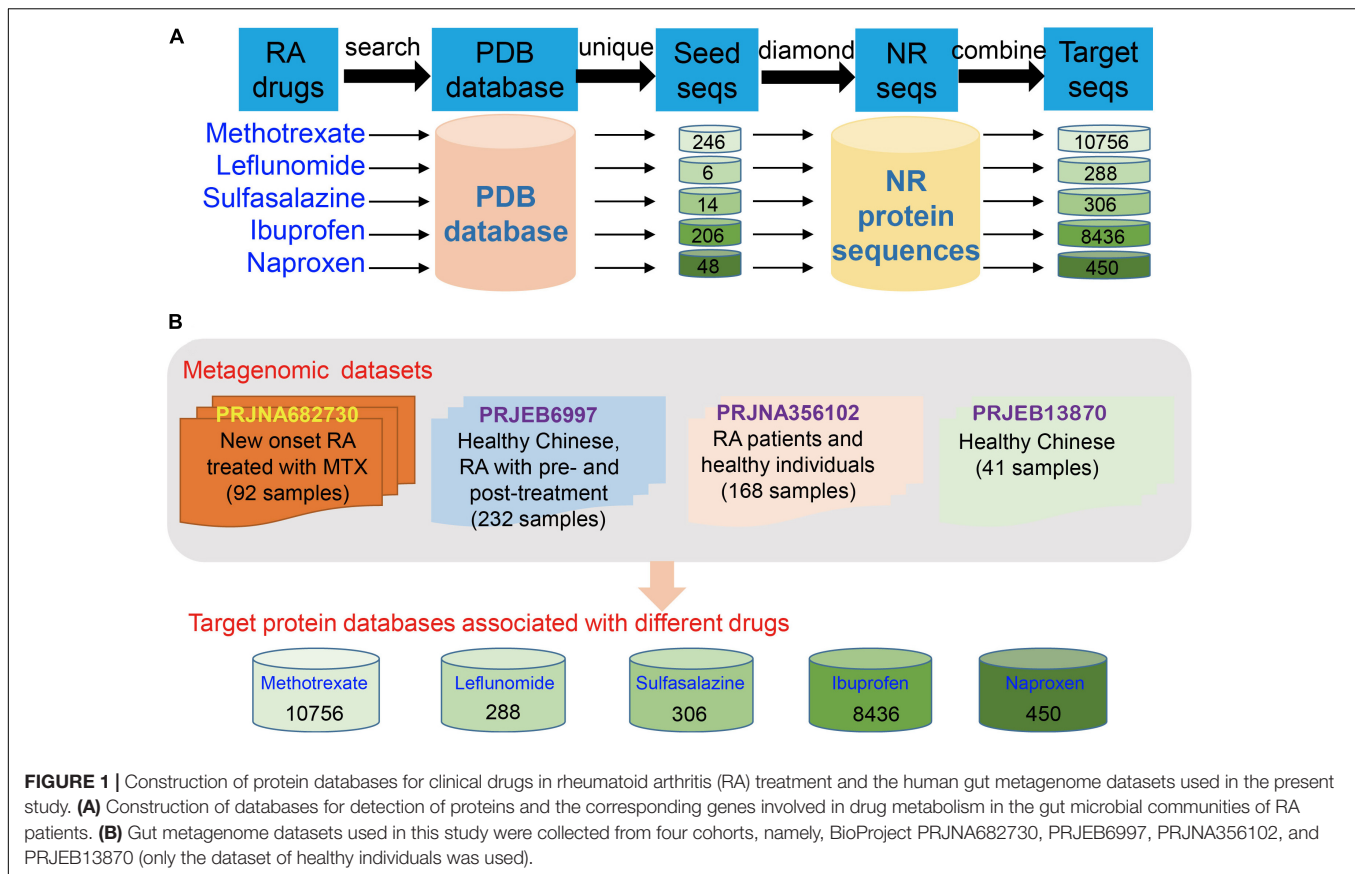 A
RA drugs
search
PDB database
unique
Seed seqs
diamond
NR seqs
combine
Target seqs
Methotrexate
Leflunomide
Sulfasalazine
Ibuprofen
Naproxen
PDB database
246
6
14
206
48
NR protein sequences
10756
288
306
8436
450
B
Metagenomic datasets
PRJNA682730
New onset RA
treated with MTX
(92 samples)
PRJEB6997
Healthy Chinese,
RA with pre- and
post-treatment
(232 samples)
PRJNA356102
RA patients and
healthy individuals
(168 samples)
PRJEB13870
Healthy Chinese
(41 samples)
Target protein databases associated with different drugs
Methotrexate
10756
Leflunomide
288
Sulfasalazine
306
Ibuprofen
8436
Naproxen
450
FIGURE 1 | Construction of protein databases for clinical drugs in rheumatoid arthritis (RA) treatment and the human gut metagenome datasets used in the present
study. (A) Construction of databases for detection of proteins and the corresponding genes involved in drug metabolism in the gut microbial communities of RA
patients. (B) Gut metagenome datasets used in this study were collected from four cohorts, namely, BioProject PRJNA682730, PRJEB6997, PRJNA356102, and
PRJEB13870 (only the dataset of healthy individuals was used).